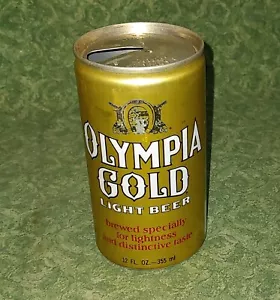 OLYMPIA
GOLD
LIGHT BEER
brewed specially
for lightness
and distinctive taste
12 FL. OZ.-355 ml